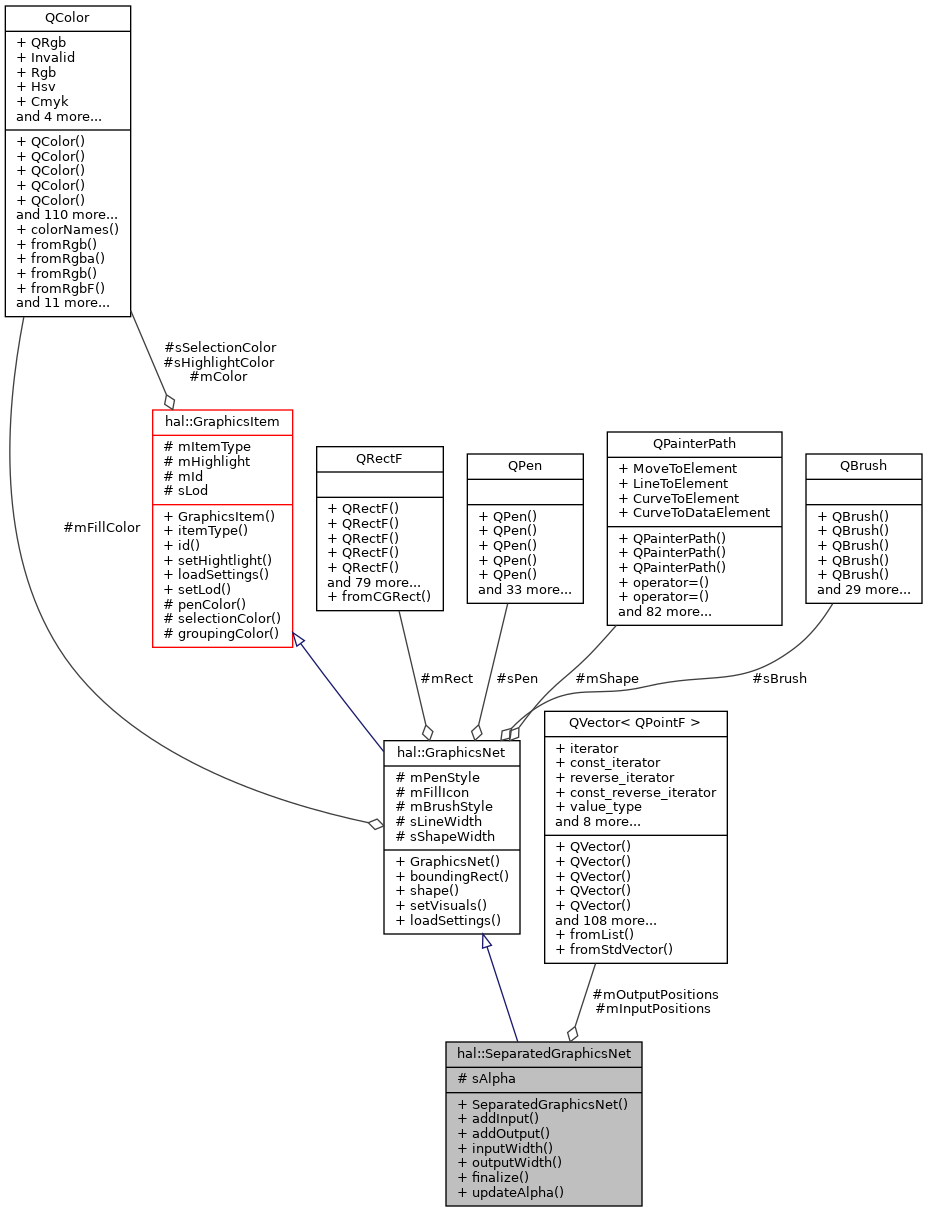 QColor
+ QRgb
+ Invalid
+ Rgb
+ Hsv
+ Cmyk
and 4 more...
+ QColor()
+ QColor()
+ QColor()
+ QColor()
+ QColor()
and 110 more...
+ colorNames()
+ fromRgb()
+ fromRgba()
+ fromRgb()
+ fromRgbF()
and 11 more...
#sSelectionColor
#sHighlightColor
#mColor
#mFillColor
hal::GraphicsItem
# mItemType
# mHighlight
# mId
# sLod
+ GraphicsItem()
+ itemType()
+ id()
+ setHightlight()
+ loadSettings()
+ setLod()
# penColor()
# selectionColor()
# groupingColor()
QRectF
+ QRectF()
+ QRectF()
+ QRectF()
+ QRectF()
+ QRectF()
and 79 more...
+ fromCGRect()
QPen
+ QPen()
+ QPen()
+ QPen()
+ QPen()
+ QPen()
and 33 more...
QPainterPath
+ MoveToElement
+ LineToElement
+ CurveToElement
+ CurveToDataElement
+ QPainterPath()
+ QPainterPath()
+ QPainterPath()
+ operator=()
+ operator=()
and 82 more...
QBrush
+ QBrush()
+ QBrush()
+ QBrush()
+ QBrush()
+ QBrush()
and 29 more...
#mRect
#sPen
#mShape
#sBrush
hal::GraphicsNet
# mPenStyle
# mFillIcon
# mBrushStyle
# sLineWidth
# sShapeWidth
+ GraphicsNet()
+ boundingRect()
+ shape()
+ setVisuals()
+ loadSettings()
QVector< QPointF >
+ iterator
+ const_iterator
+ reverse_iterator
+ const_reverse_iterator
+ value_type
and 8 more...
+ QVector()
+ QVector()
+ QVector()
+ QVector()
+ QVector()
and 108 more...
+ fromList()
+ fromStdVector()
#mOutputPositions
#mInputPositions
hal::SeparatedGraphicsNet
# sAlpha
+ SeparatedGraphicsNet()
+ addInput()
+ addOutput()
+ inputWidth()
+ outputWidth()
+ finalize()
+ updateAlpha()